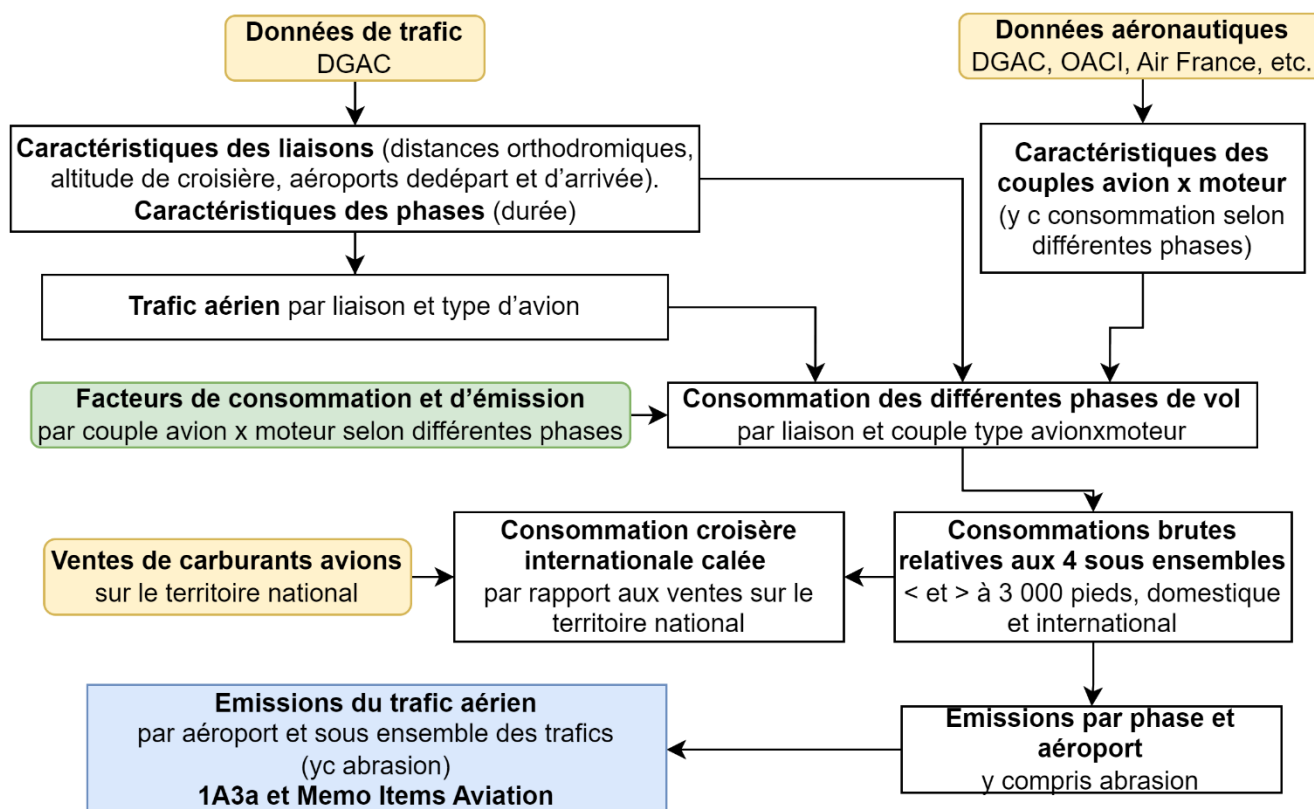 Données de trafic
DGAC
Données aéronautiques
DGAC, OACI, Air France, etc.
Caractéristiques des liaisons (distances orthodromiques,
altitude de croisière, aéroports dedépart et d’arrivée).
Caractéristiques des phases (durée)
Caractéristiques des
couples avion x moteur
(y c consommation selon
différentes phases)
Trafic aérien par liaison et type d’avion
Facteurs de consommation et d’émission
par couple avion x moteur selon différentes phases
Consommation des différentes phases de vol
par liaison et couple type avionxmoteur
Ventes de carburants avions
sur le territoire national
Consommation croisère
internationale calée
par rapport aux ventes sur le
territoire national
Consommations brutes
relatives aux 4 sous ensembles
< et > à 3 000 pieds, domestique
et international
Emissions du trafic aérien
par aéroport et sous ensemble des trafics
(yc abrasion)
1A3a et Memo Items Aviation
Emissions par phase et
aéroport
y compris abrasion